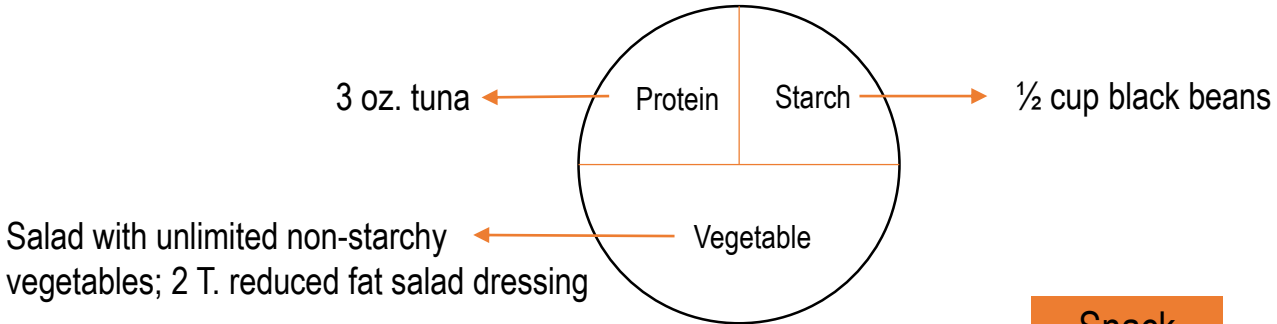 3 oz. tuna
Protein
Starch
½ cup black beans
Salad with unlimited non-starchy
vegetables; 2 T. reduced fat salad dressing
Vegetable
Snack